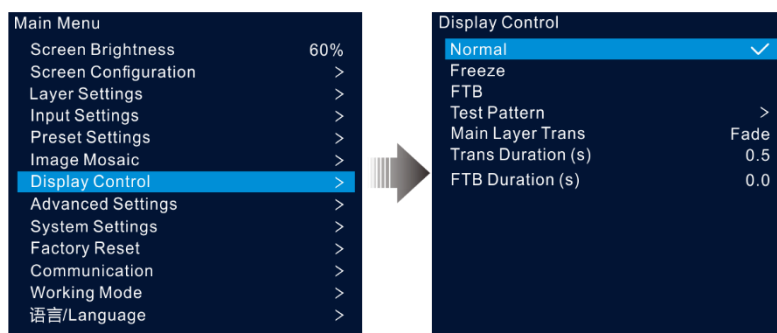 Main Menu
Screen Brightness 60%
Screen Configuration >
Layer Settings >
Input Settings >
Preset Settings >
Image Mosaic >
Display Control >
Advanced Settings >
System Settings >
Factory Reset >
Communication >
Working Mode >
语言/Language >
Display Control
Normal ✓
Freeze
FTB
Test Pattern >
Main Layer Trans Fade
Trans Duration (s) 0.5
FTB Duration (s) 0.0